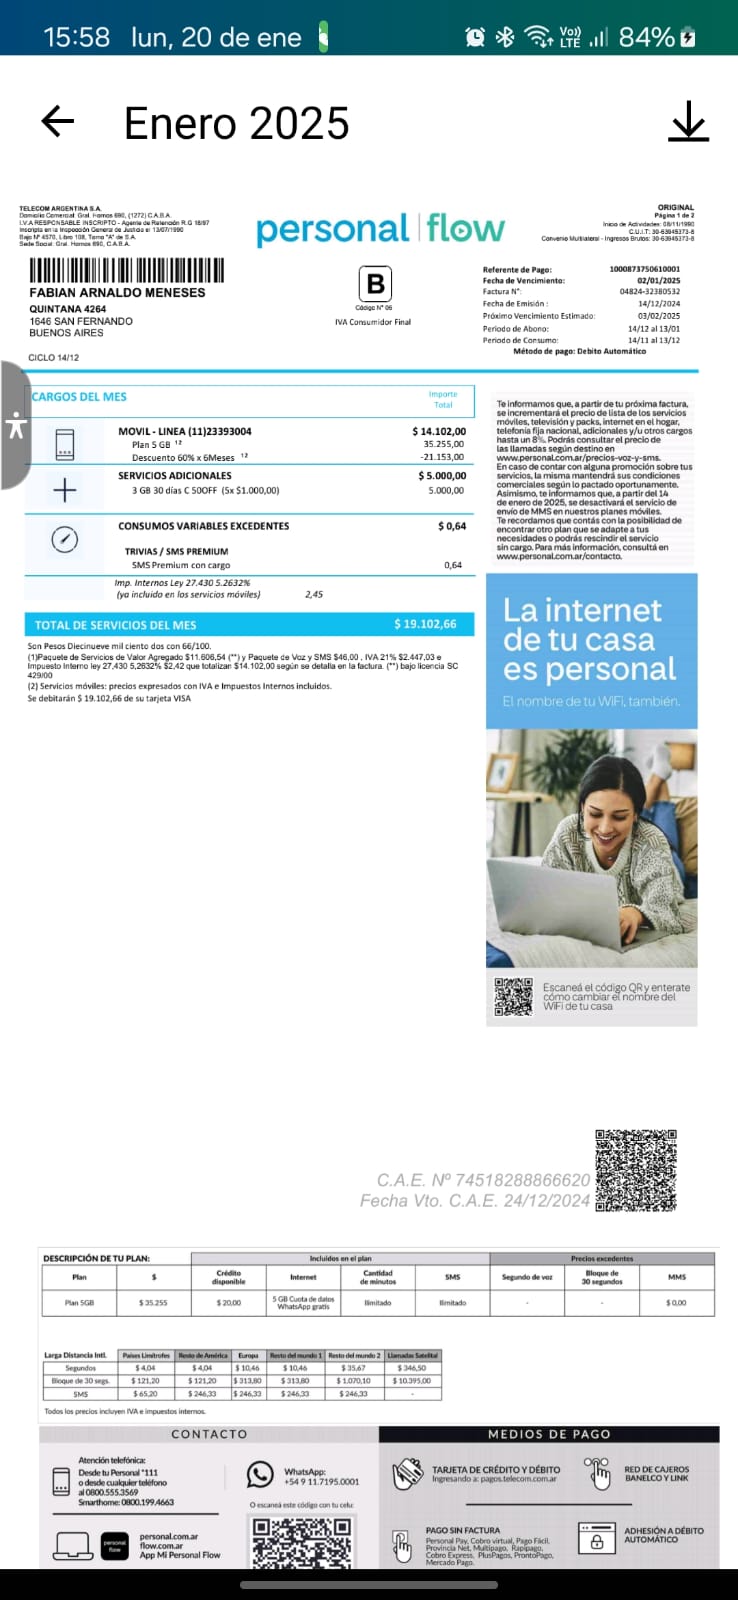 15:58 lun, 20 de ene
Vo))
LTE
84%
Enero 2025
TELECOM ARGENTINA S.A.
Domicilio Comercial: Gral. Hornos 690, (1272) C.A.B.A.
I.V.A RESPONSABLE INSCRIPTO - Agente de Retención R.G 18/97
Inscripta en la Inspección General de Justicia el 13/07/1990
Bajo Nº 4570, Libro 108, Tomo "A" de S.A.
Sede Social: Gral. Hornos 690, C.A.B.A.
personal | flow
ORIGINAL
Página 1 de 2
Inicio de Actividades: 08/11/1990
C.U.I.T: 30-63945373-8
Convenio Multilateral - Ingresos Brutos: 30-63945373-8
FABIAN ARNALDO MENESES
QUINTANA 4264
1646 SAN FERNANDO
BUENOS AIRES
CICLO 14/12
B
Código Nº 06
IVA Consumidor Final
Referente de Pago: 1000873750610001
Fecha de Vencimiento: 02/01/2025
Factura N°: 04824-32380532
Fecha de Emisión : 14/12/2024
Próximo Vencimiento Estimado: 03/02/2025
Periodo de Abono: 14/12 al 13/01
Periodo de Consumo: 14/11 al 13/12
Método de pago: Debito Automático
CARGOS DEL MES
Importe
Total
MOVIL - LINEA (11)23393004 $ 14.102,00
Plan 5 GB ¹² 35.255,00
Descuento 60% x 6Meses ¹² -21.153,00
SERVICIOS ADICIONALES $ 5.000,00
3 GB 30 días C 50OFF (5x $1.000,00) 5.000,00
CONSUMOS VARIABLES EXCEDENTES $ 0,64
TRIVIAS / SMS PREMIUM
SMS Premium con cargo 0,64
Imp. Internos Ley 27.430 5.2632%
(ya incluido en los servicios móviles) 2,45
TOTAL DE SERVICIOS DEL MES $ 19.102,66
Son Pesos Diecinueve mil ciento dos con 66/100.
(1)Paquete de Servicios de Valor Agregado $11.606,54 (**) y Paquete de Voz y SMS $46,00 , IVA 21% $2.447,03 e
Impuesto Interno ley 27,430 5,2632% $2,42 que totalizan $14.102,00 según se detalla en la factura. (**) bajo licencia SC
429/00
(2) Servicios móviles: precios expresados con IVA e Impuestos Internos incluidos.
Se debitarán $ 19.102,66 de su tarjeta VISA
Te informamos que, a partir de tu próxima factura,
se incrementará el precio de lista de los servicios
móviles, televisión y packs, internet en el hogar,
telefonía fija nacional, adicionales y/u otros cargos
hasta un 8%. Podrás consultar el precio de
las llamadas según destino en
www.personal.com.ar/precios-voz-y-sms.
En caso de contar con alguna promoción sobre tus
servicios, la misma mantendrá sus condiciones
comerciales según lo pactado oportunamente.
Asimismo, te informamos que, a partir del 14
de enero de 2025, se desactivará el servicio de
envío de MMS en nuestros planes móviles.
Te recordamos que contás con la posibilidad de
encontrar otro plan que se adapte a tus
necesidades o podrás rescindir el servicio
sin cargo. Para más información, consultá en
www.personal.com.ar/contacto.
La internet
de tu casa
es personal
El nombre de tu WiFi, también.
Escaneá el código QR y enterate
cómo cambiar el nombre del
WiFi de tu casa
C.A.E. Nº 74518288866620
Fecha Vto. C.A.E. 24/12/2024
DESCRIPCIÓN DE TU PLAN: Incluidos en el plan Precios excedentes
Plan $ Crédito disponible Internet Cantidad de minutos SMS Segundo de voz Bloque de 30 segundos MMS
Plan 5GB $ 35.255 $ 20,00 5 GB Cuota de datos WhatsApp gratis Ilimitado Ilimitado - - $ 0,00
Larga Distancia Intl. Países Limítrofes Resto de América Europa Resto del mundo 1 Resto del mundo 2 Llamadas Satelital
Segundos $ 4,04 $ 4,04 $ 10,46 $ 10,46 $ 35,67 $ 346,50
Bloque de 30 segs. $ 121,20 $ 121,20 $ 313,80 $ 313,80 $ 1.070,10 $ 10.395,00
SMS $ 65,20 $ 246,33 $ 246,33 $ 246,33 $ 246,33 -
Todos los precios incluyen IVA e impuestos internos.
CONTACTO
Atención telefónica:
Desde tu Personal *111
o desde cualquier teléfono
al 0800.555.3569
Smarthome: 0800.199.4663
WhatsApp:
+54 9 11.7195.0001
O escaneá este código con tu celu:
personal
flow
personal.com.ar
flow.com.ar
App Mi Personal Flow
MEDIOS DE PAGO
TARJETA DE CRÉDITO Y DÉBITO
Ingresando a: pagos.telecom.com.ar
RED DE CAJEROS
BANELCO Y LINK
PAGO SIN FACTURA
Personal Pay, Cobro virtual, Pago Fácil,
Provincia Net, Multipago, Rapipago,
Cobro Express, PlusPagos, ProntoPago,
Mercado Pago.
ADHESIÓN A DÉBITO
AUTOMÁTICO